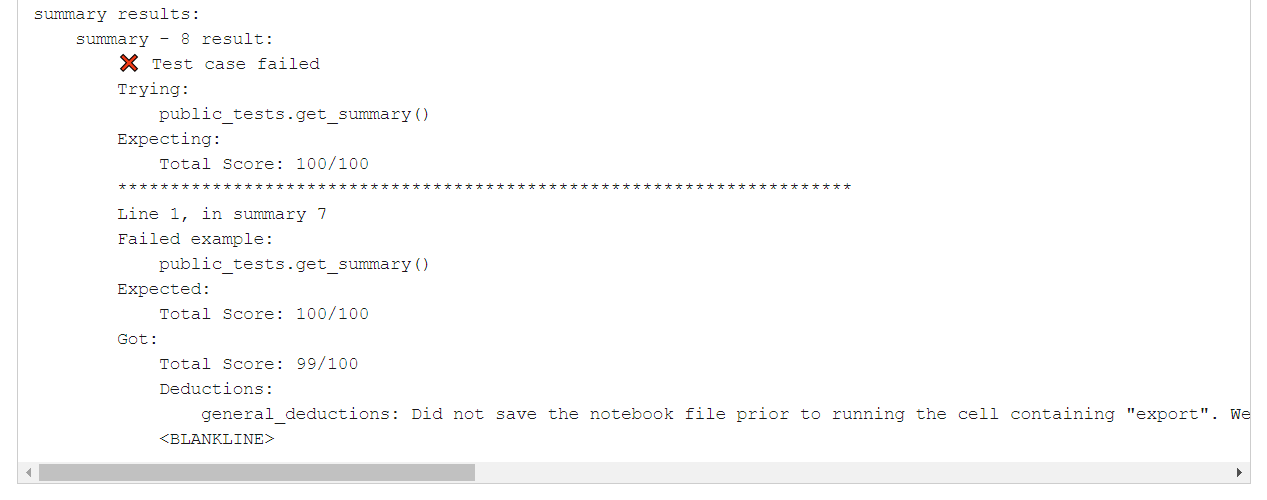 summary results:
summary - 8 result:
❌ Test case failed
Trying:
public_tests.get_summary()
Expecting:
Total Score: 100/100
**********************************************************************
Line 1, in summary 7
Failed example:
public_tests.get_summary()
Expected:
Total Score: 100/100
Got:
Total Score: 99/100
Deductions:
general_deductions: Did not save the notebook file prior to running the cell containing "export". We
<BLANKLINE>